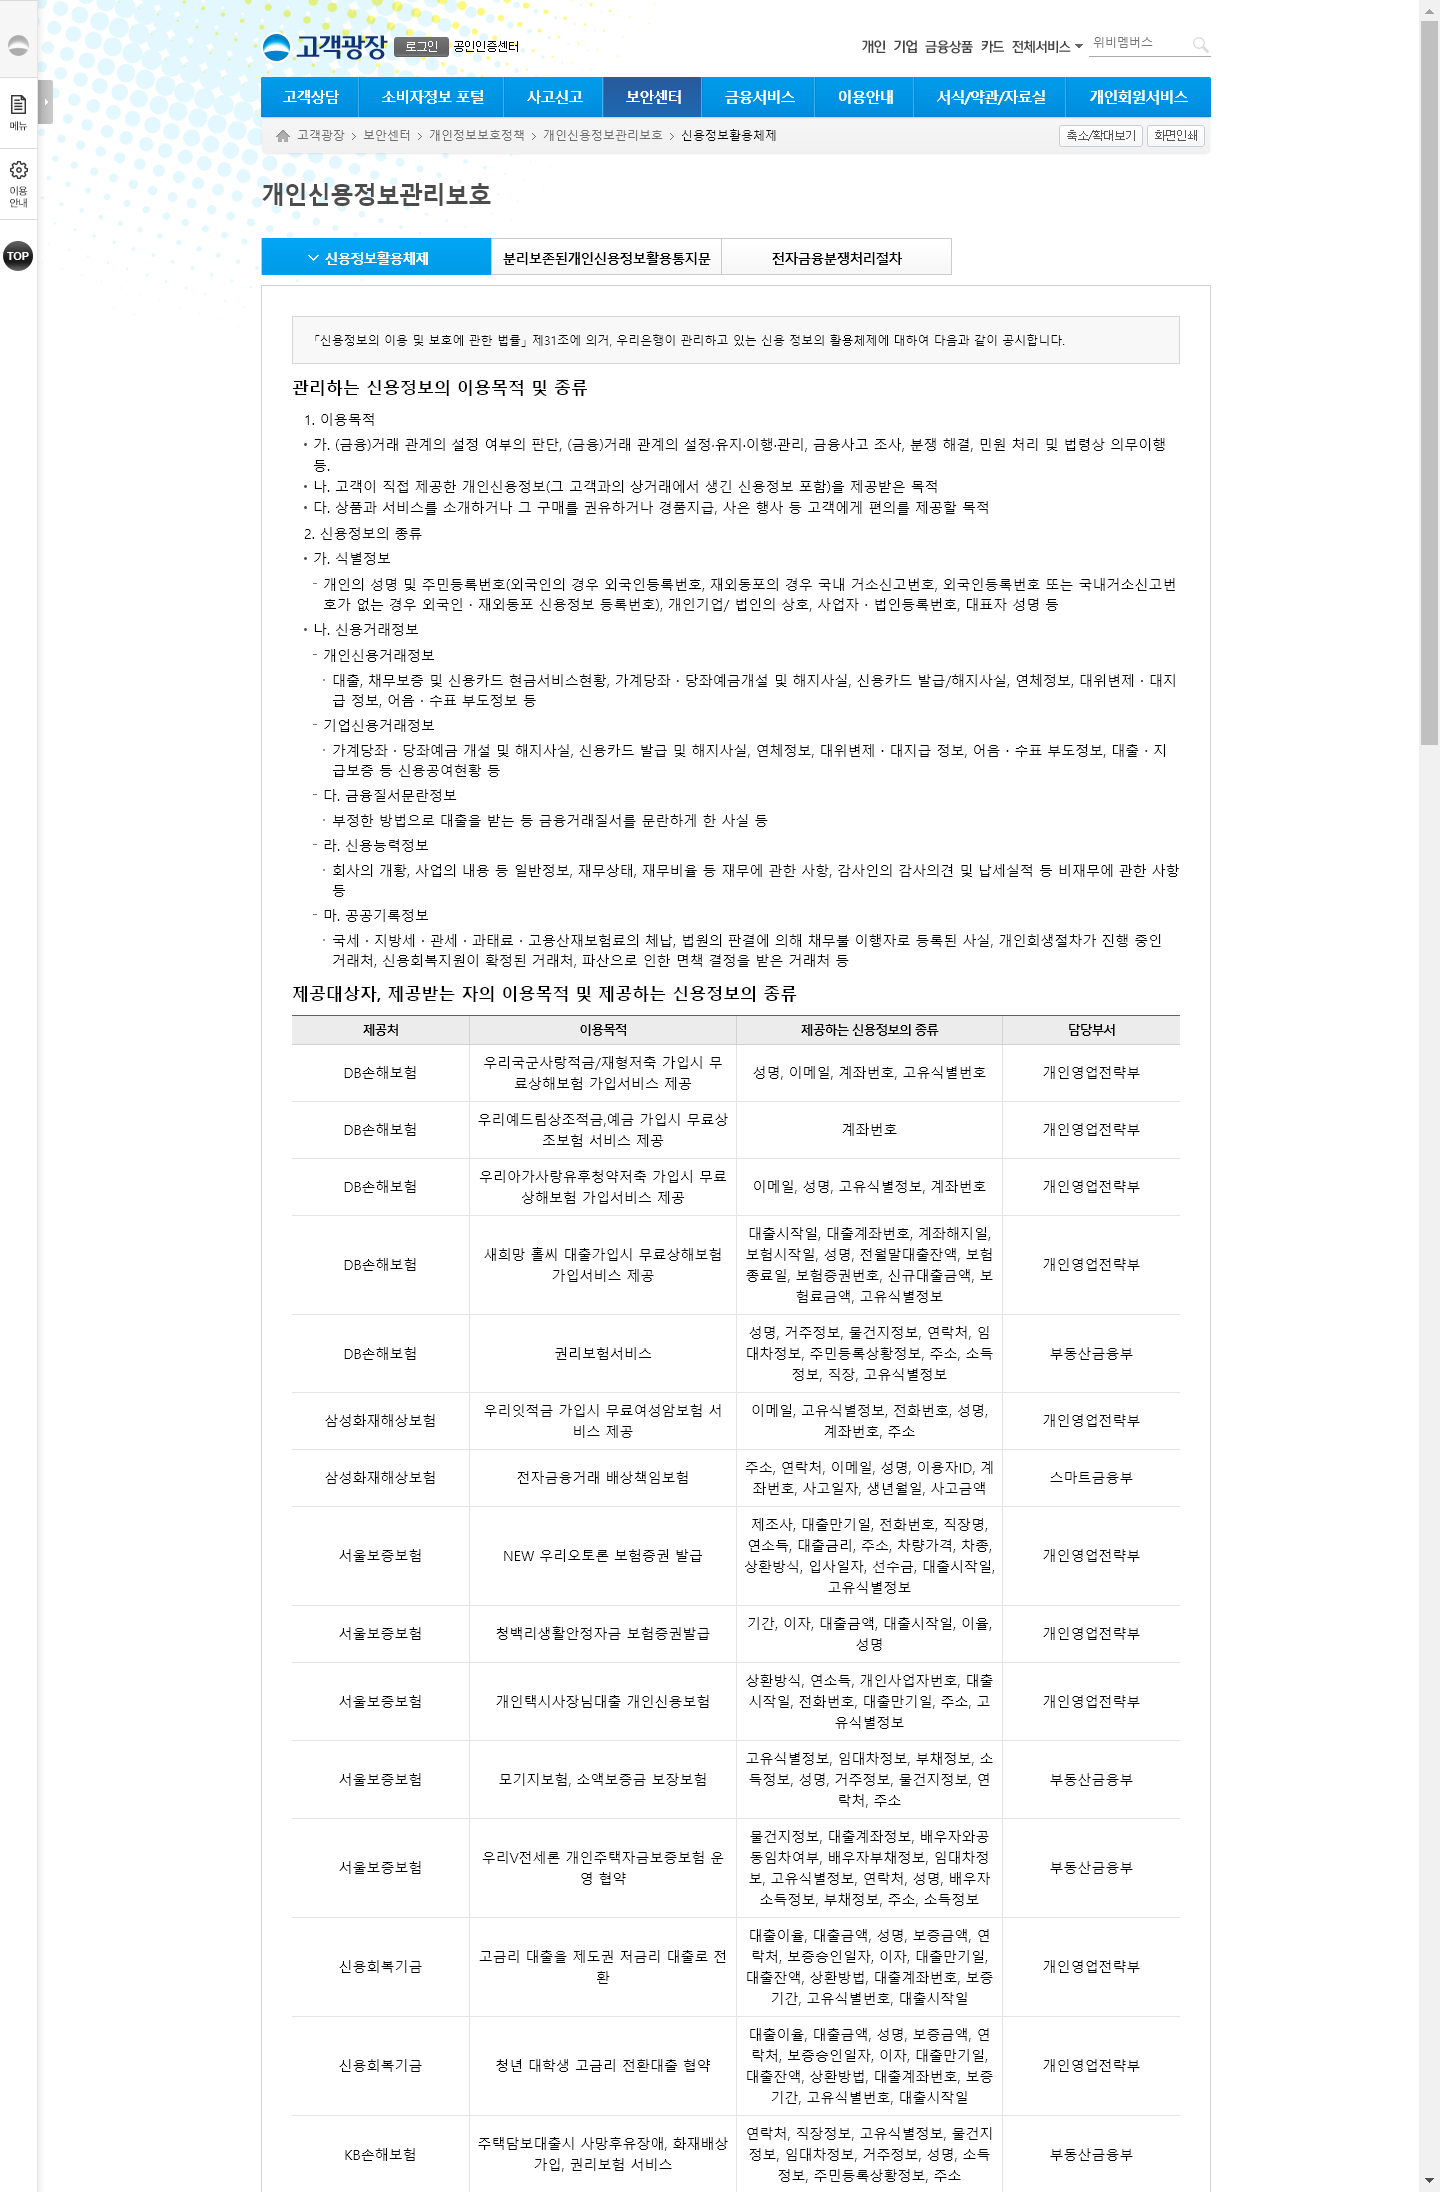 고객광장 로그인 공인인증센터 개인 기업 금융상품 카드 전체서비스 위비멤버스
고객상담 소비자정보 포털 사고신고 보안센터 금융서비스 이용안내 서식/약관/자료실 개인회원서비스
고객광장 > 보안센터 > 개인정보보호정책 > 개인신용정보관리보호 > 신용정보활용체제 축소/확대보기 화면인쇄
메뉴
이용
안내
TOP
개인신용정보관리보호
신용정보활용체제 분리보존된개인신용정보활용통지문 전자금융분쟁처리절차
「신용정보의 이용 및 보호에 관한 법률」 제31조에 의거, 우리은행이 관리하고 있는 신용 정보의 활용체제에 대하여 다음과 같이 공시합니다.
관리하는 신용정보의 이용목적 및 종류
1. 이용목적
• 가. (금융)거래 관계의 설정 여부의 판단, (금융)거래 관계의 설정·유지·이행·관리, 금융사고 조사, 분쟁 해결, 민원 처리 및 법령상 의무이행
등.
• 나. 고객이 직접 제공한 개인신용정보(그 고객과의 상거래에서 생긴 신용정보 포함)을 제공받은 목적
• 다. 상품과 서비스를 소개하거나 그 구매를 권유하거나 경품지급, 사은 행사 등 고객에게 편의를 제공할 목적
2. 신용정보의 종류
• 가. 식별정보
- 개인의 성명 및 주민등록번호(외국인의 경우 외국인등록번호, 재외동포의 경우 국내 거소신고번호, 외국인등록번호 또는 국내거소신고번
호가 없는 경우 외국인 · 재외동포 신용정보 등록번호), 개인기업/ 법인의 상호, 사업자 · 법인등록번호, 대표자 성명 등
• 나. 신용거래정보
- 개인신용거래정보
· 대출, 채무보증 및 신용카드 현금서비스현황, 가계당좌 · 당좌예금개설 및 해지사실, 신용카드 발급/해지사실, 연체정보, 대위변제 · 대지
급 정보, 어음 · 수표 부도정보 등
- 기업신용거래정보
· 가계당좌 · 당좌예금 개설 및 해지사실, 신용카드 발급 및 해지사실, 연체정보, 대위변제 · 대지급 정보, 어음 · 수표 부도정보, 대출 · 지
급보증 등 신용공여현황 등
- 다. 금융질서문란정보
· 부정한 방법으로 대출을 받는 등 금융거래질서를 문란하게 한 사실 등
- 라. 신용능력정보
· 회사의 개황, 사업의 내용 등 일반정보, 재무상태, 재무비율 등 재무에 관한 사항, 감사인의 감사의견 및 납세실적 등 비재무에 관한 사항
등
- 마. 공공기록정보
· 국세 · 지방세 · 관세 · 과태료 · 고용산재보험료의 체납, 법원의 판결에 의해 채무불 이행자로 등록된 사실, 개인회생절차가 진행 중인
거래처, 신용회복지원이 확정된 거래처, 파산으로 인한 면책 결정을 받은 거래처 등
제공대상자, 제공받는 자의 이용목적 및 제공하는 신용정보의 종류
제공처 이용목적 제공하는 신용정보의 종류 담당부서
DB손해보험
우리국군사랑적금/재형저축 가입시 무
료상해보험 가입서비스 제공
성명, 이메일, 계좌번호, 고유식별번호
개인영업전략부
DB손해보험
우리예드림상조적금,예금 가입시 무료상
조보험 서비스 제공
계좌번호
개인영업전략부
DB손해보험
우리아가사랑유후청약저축 가입시 무료
상해보험 가입서비스 제공
이메일, 성명, 고유식별정보, 계좌번호
개인영업전략부
DB손해보험
새희망 홀씨 대출가입시 무료상해보험
가입서비스 제공
대출시작일, 대출계좌번호, 계좌해지일,
보험시작일, 성명, 전월말대출잔액, 보험
종료일, 보험증권번호, 신규대출금액, 보
험료금액, 고유식별정보
개인영업전략부
DB손해보험
권리보험서비스
성명, 거주정보, 물건지정보, 연락처, 임
대차정보, 주민등록상황정보, 주소, 소득
정보, 직장, 고유식별정보
부동산금융부
삼성화재해상보험
우리잇적금 가입시 무료여성암보험 서
비스 제공
이메일, 고유식별정보, 전화번호, 성명,
계좌번호, 주소
개인영업전략부
삼성화재해상보험
전자금융거래 배상책임보험
주소, 연락처, 이메일, 성명, 이용자ID, 계
좌번호, 사고일자, 생년월일, 사고금액
스마트금융부
서울보증보험
NEW 우리오토론 보험증권 발급
제조사, 대출만기일, 전화번호, 직장명,
연소득, 대출금리, 주소, 차량가격, 차종,
상환방식, 입사일자, 선수금, 대출시작일,
고유식별정보
개인영업전략부
서울보증보험
청백리생활안정자금 보험증권발급
기간, 이자, 대출금액, 대출시작일, 이율,
성명
개인영업전략부
서울보증보험
개인택시사장님대출 개인신용보험
상환방식, 연소득, 개인사업자번호, 대출
시작일, 전화번호, 대출만기일, 주소, 고
유식별정보
개인영업전략부
서울보증보험
모기지보험, 소액보증금 보장보험
고유식별정보, 임대차정보, 부채정보, 소
득정보, 성명, 거주정보, 물건지정보, 연
락처, 주소
부동산금융부
서울보증보험
우리V전세론 개인주택자금보증보험 운
영 협약
물건지정보, 대출계좌정보, 배우자와공
동임차여부, 배우자부채정보, 임대차정
보, 고유식별정보, 연락처, 성명, 배우자
소득정보, 부채정보, 주소, 소득정보
부동산금융부
신용회복기금
고금리 대출을 제도권 저금리 대출로 전
환
대출이율, 대출금액, 성명, 보증금액, 연
락처, 보증승인일자, 이자, 대출만기일,
대출잔액, 상환방법, 대출계좌번호, 보증
기간, 고유식별번호, 대출시작일
개인영업전략부
신용회복기금
청년 대학생 고금리 전환대출 협약
대출이율, 대출금액, 성명, 보증금액, 연
락처, 보증승인일자, 이자, 대출만기일,
대출잔액, 상환방법, 대출계좌번호, 보증
기간, 고유식별번호, 대출시작일
개인영업전략부
KB손해보험
주택담보대출시 사망후유장애, 화재배상
가입, 권리보험 서비스
연락처, 직장정보, 고유식별정보, 물건지
정보, 임대차정보, 거주정보, 성명, 소득
정보, 주민등록상황정보, 주소
부동산금융부